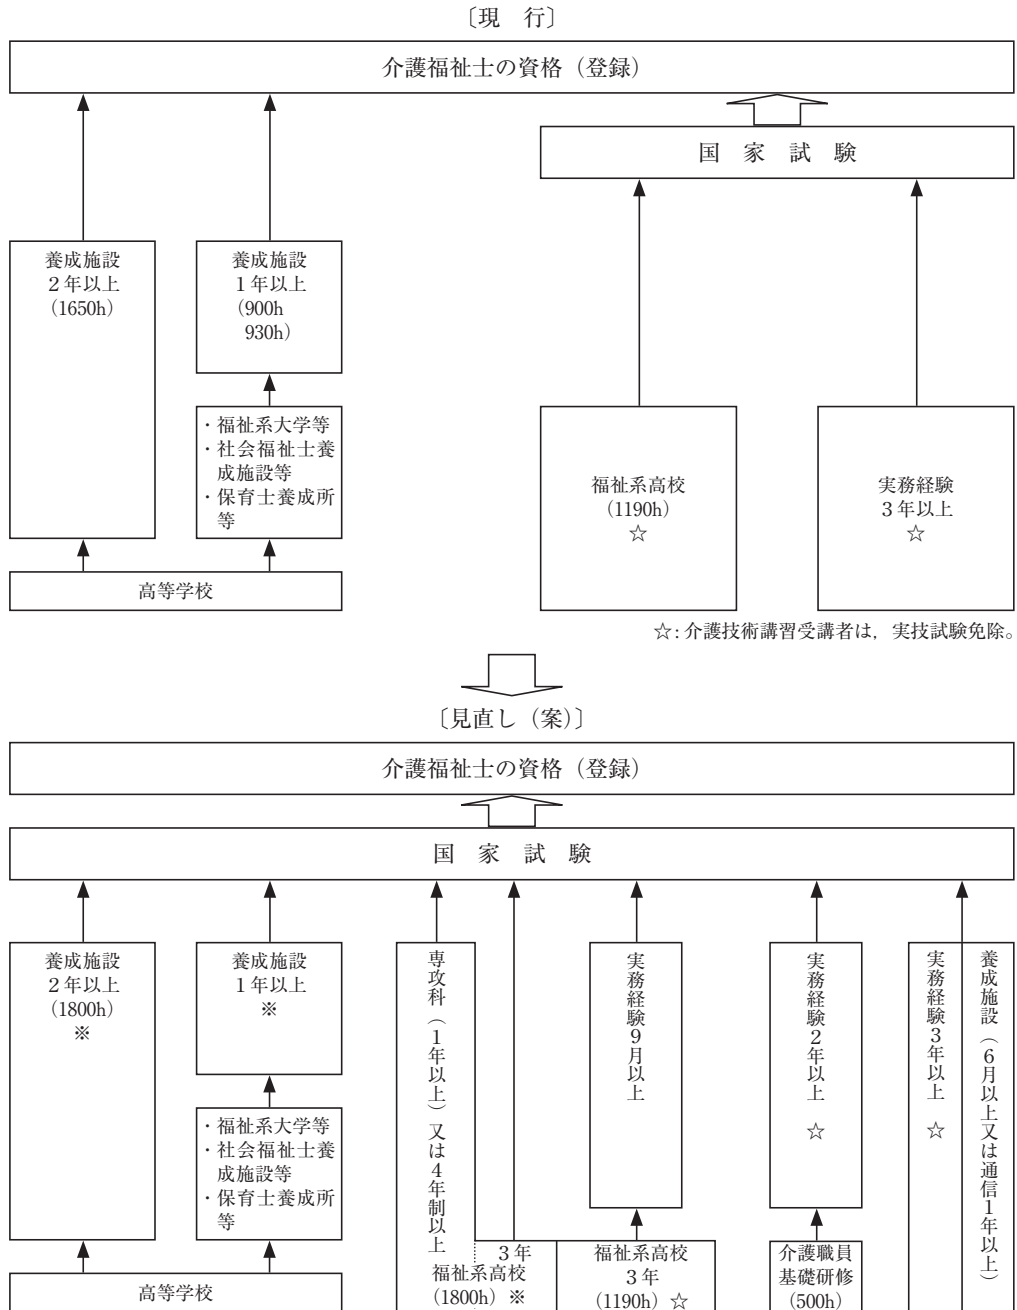 〔現　行〕
介護福祉士の資格（登録）
国　家　試　験
養成施設
２年以上
（1650h）
養成施設
１年以上
（900h
930h）
・福祉系大学等
・社会福祉士養
成施設等
・保育士養成所
等
高等学校
福祉系高校
（1190h）
☆
実務経験
３年以上
☆
☆：介護技術講習受講者は，実技試験免除。
〔見直し（案）〕
介護福祉士の資格（登録）
国　家　試　験
養成施設
２年以上
（1800h）
※
養成施設
１年以上
※
・福祉系大学等
・社会福祉士養
成施設等
・保育士養成所
等
高等学校
専攻科（１年以上）又は４年制以上
３年
福祉系高校
（1800h）※
実務経験９月以上
福祉系高校
３年
（1190h）☆
実務経験２年以上　☆
介護職員
基礎研修
（500h）
実務経験３年以上　☆
養成施設（６月以上又は通信１年以上）